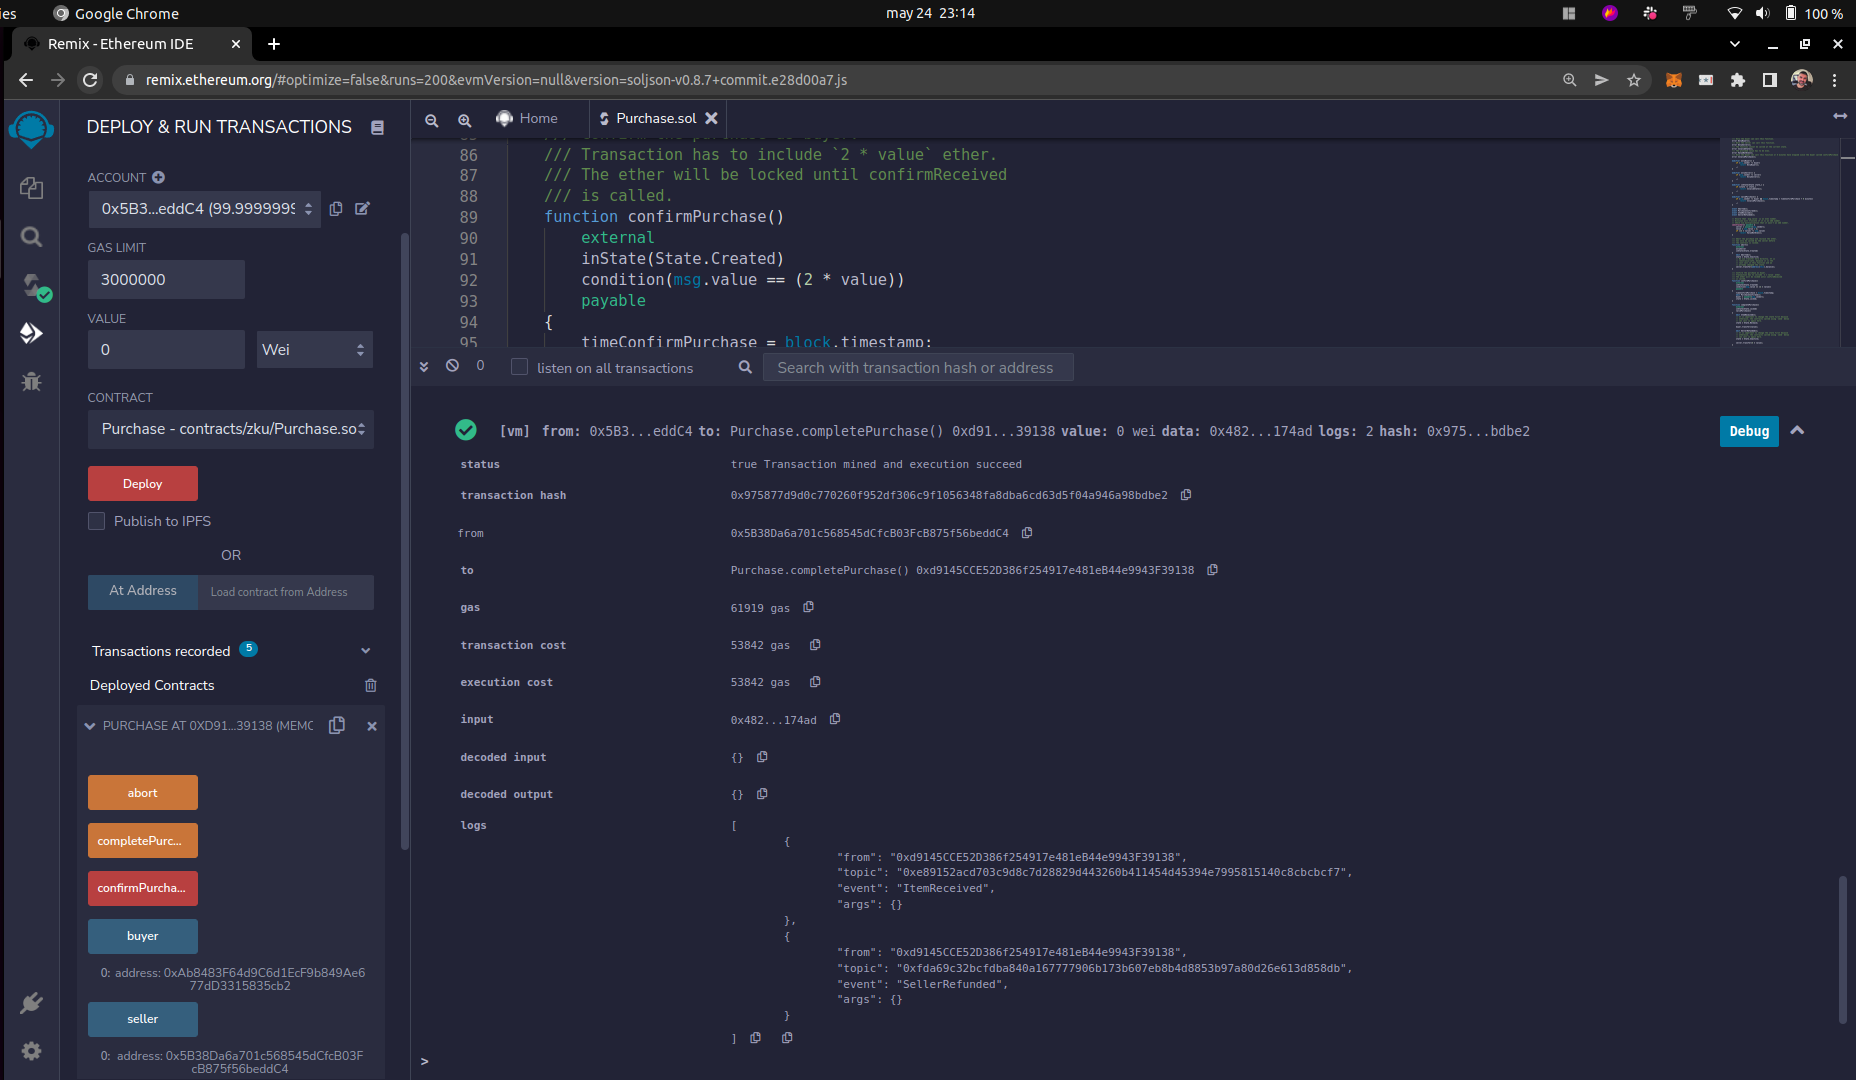 ies
Google Chrome
may 24 23:14
100 %
Remix - Ethereum IDE
remix.ethereum.org/#optimize=false&runs=200&evmVersion=null&version=soljson-v0.8.7+commit.e28d00a7.js
DEPLOY & RUN TRANSACTIONS
ACCOUNT
0x5B3...eddC4 (99.9999999
GAS LIMIT
3000000
VALUE
0
Wei
CONTRACT
Purchase - contracts/zku/Purchase.so
Deploy
Publish to IPFS
OR
At Address
Load contract from Address
Transactions recorded 5
Deployed Contracts
PURCHASE AT 0XD91...39138 (MEMO
abort
completePurc...
confirmPurcha...
buyer
0: address: 0xAb8483F64d9C6d1EcF9b849Ae6
77dD3315835cb2
seller
0: address: 0x5B38Da6a701c568545dCfcB03F
cB875f56beddC4
Home
Purchase.sol
86 /// Transaction has to include `2 * value` ether.
87 /// The ether will be locked until confirmReceived
88 /// is called.
89 function confirmPurchase()
90 external
91 inState(State.Created)
92 condition(msg.value == (2 * value))
93 payable
94 {
95 timeConfirmPurchase = block.timestamp;
0
listen on all transactions
Search with transaction hash or address
[vm] from: 0x5B3...eddC4 to: Purchase.completePurchase() 0xd91...39138 value: 0 wei data: 0x482...174ad logs: 2 hash: 0x975...bdbe2
Debug
status true Transaction mined and execution succeed
transaction hash 0x975877d9d0c770260f952df306c9f1056348fa8dba6cd63d5f04a946a98bdbe2
from 0x5B38Da6a701c568545dCfcB03FcB875f56beddC4
to Purchase.completePurchase() 0xd9145CCE52D386f254917e481eB44e9943F39138
gas 61919 gas
transaction cost 53842 gas
execution cost 53842 gas
input 0x482...174ad
decoded input {}
decoded output {}
logs [
{
"from": "0xd9145CCE52D386f254917e481eB44e9943F39138",
"topic": "0xe89152acd703c9d8c7d28829d443260b411454d45394e7995815140c8cbcbcf7",
"event": "ItemReceived",
"args": {}
},
{
"from": "0xd9145CCE52D386f254917e481eB44e9943F39138",
"topic": "0xfda69c32bcfdba840a167777906b173b607eb8b4d8853b97a80d26e613d858db",
"event": "SellerRefunded",
"args": {}
}
]
>